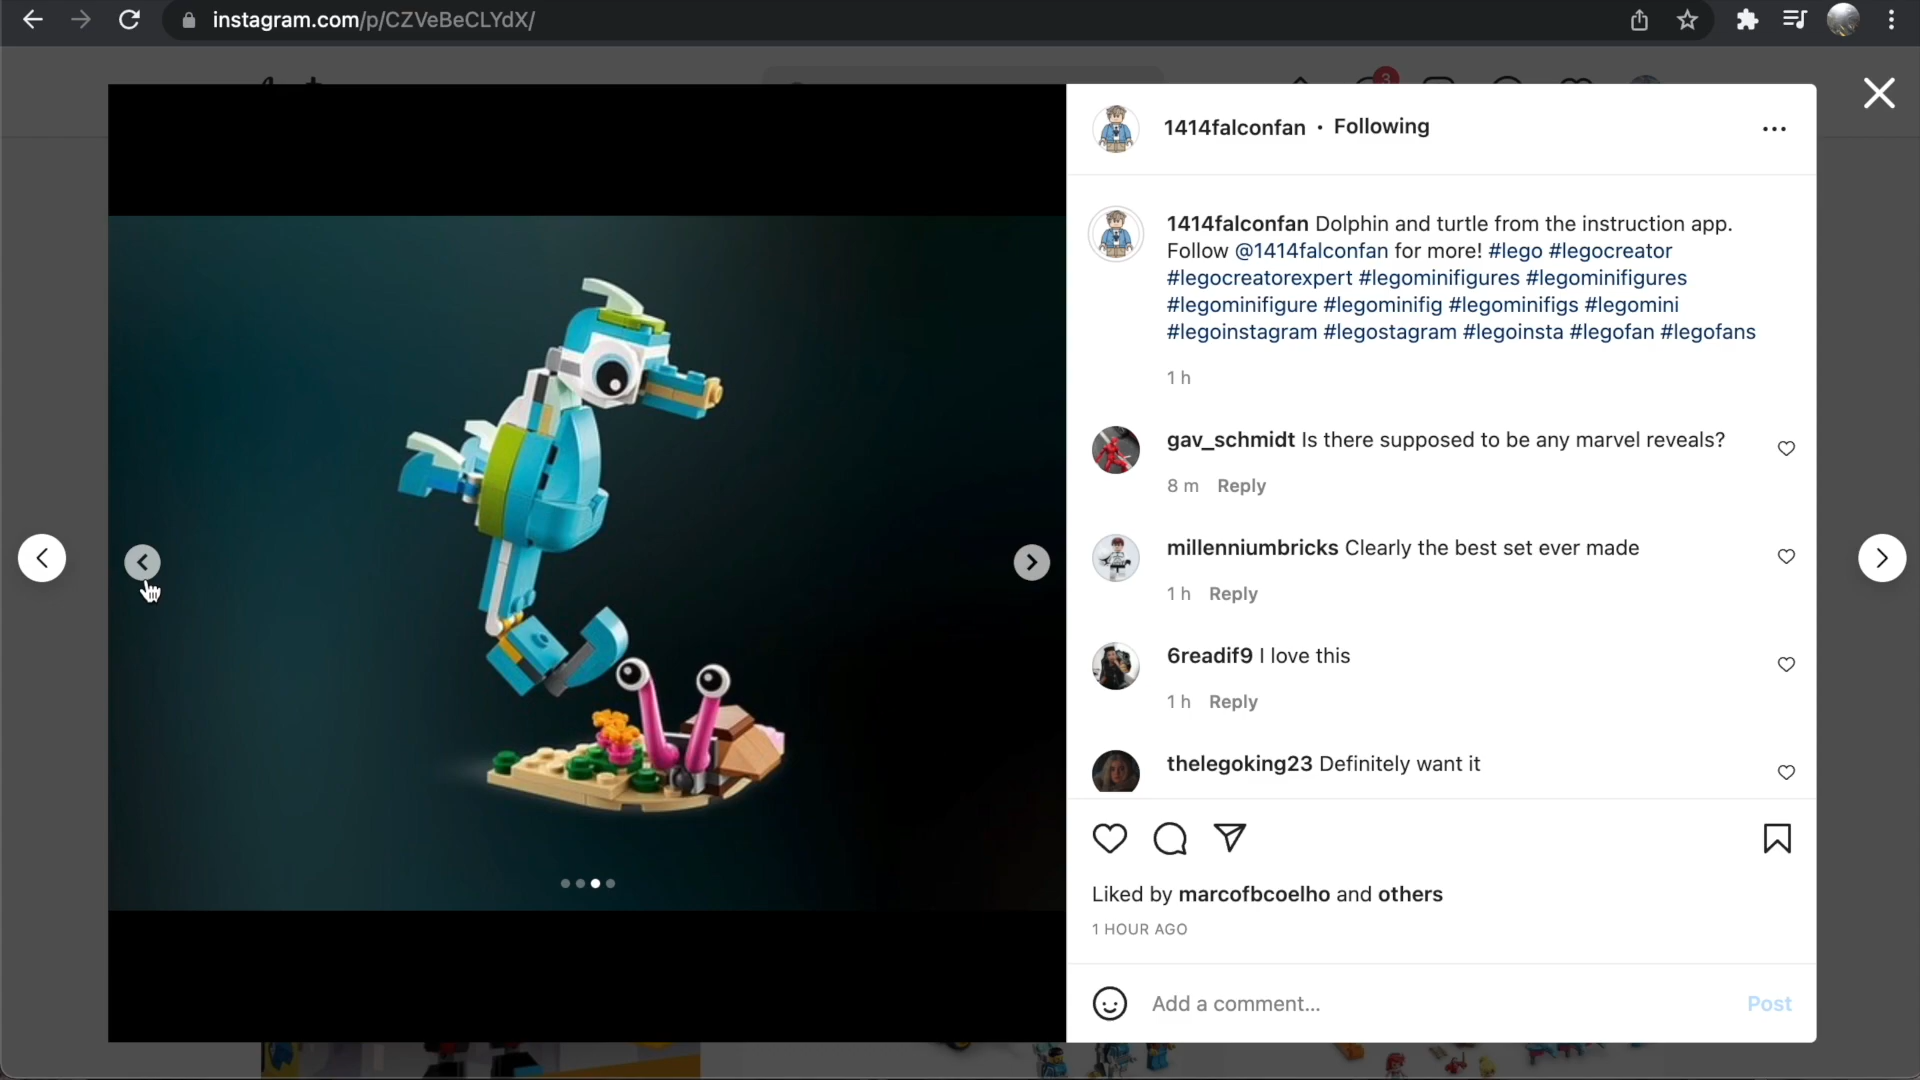 instagram.com/p/CZVeBeCLYdX/
3
1414falconfan • Following
1414falconfan Dolphin and turtle from the instruction app.
Follow @1414falconfan for more! #lego #legocreator
#legocreatorexpert #legominifigures #legominifigures
#legominifigure #legominifig #legominifigs #legomini
#legoinstagram #legostagram #legoinsta #legofan #legofans
1 h
gav_schmidt Is there supposed to be any marvel reveals?
8 m Reply
millenniumbricks Clearly the best set ever made
1 h Reply
6readif9 I love this
1 h Reply
thelegoking23 Definitely want it
Liked by marcofbcoelho and others
1 HOUR AGO
Add a comment... Post